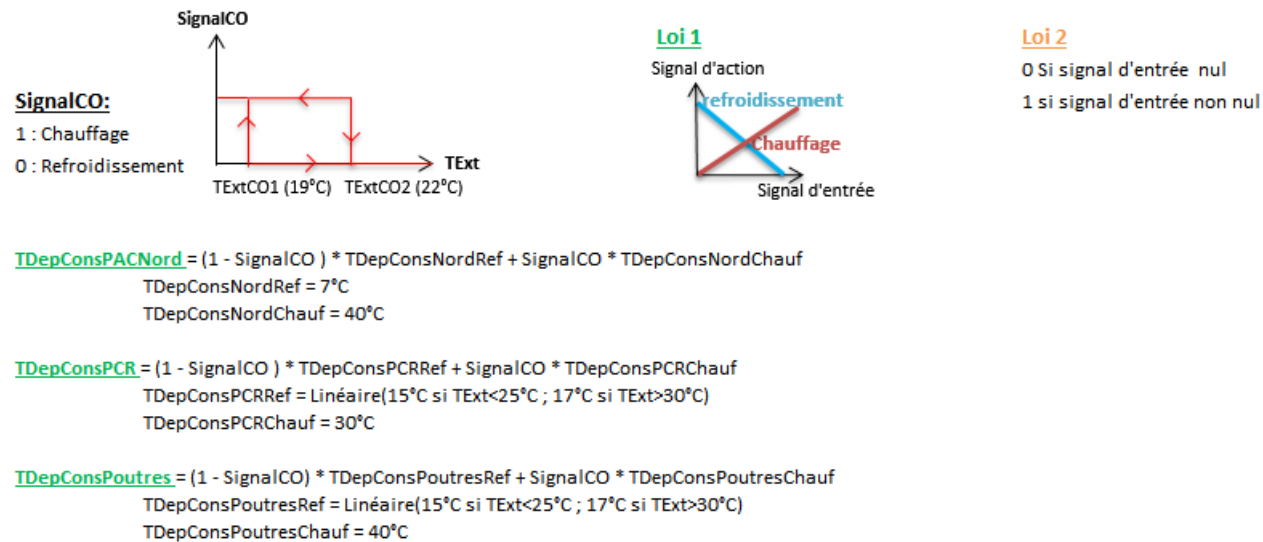 SignalCO
SignalCO:
1 : Chauffage
0 : Refroidissement
TExt
TExtCO1 (19°C) TExtCO2 (22°C)
Loi 1
Signal d'action
refroidissement
Chauffage
Signal d'entrée
Loi 2
0 Si signal d'entrée nul
1 si signal d'entrée non nul
TDepConsPACNord = (1 - SignalCO ) * TDepConsNordRef + SignalCO * TDepConsNordChauf
TDepConsNordRef = 7°C
TDepConsNordChauf = 40°C
TDepConsPCR = (1 - SignalCO ) * TDepConsPCRRef + SignalCO * TDepConsPCRChauf
TDepConsPCRRef = Linéaire(15°C si TExt<25°C ; 17°C si TExt>30°C)
TDepConsPCRChauf = 30°C
TDepConsPoutres = (1 - SignalCO) * TDepConsPoutresRef + SignalCO * TDepConsPoutresChauf
TDepConsPoutresRef = Linéaire(15°C si TExt<25°C ; 17°C si TExt>30°C)
TDepConsPoutresChauf = 40°C